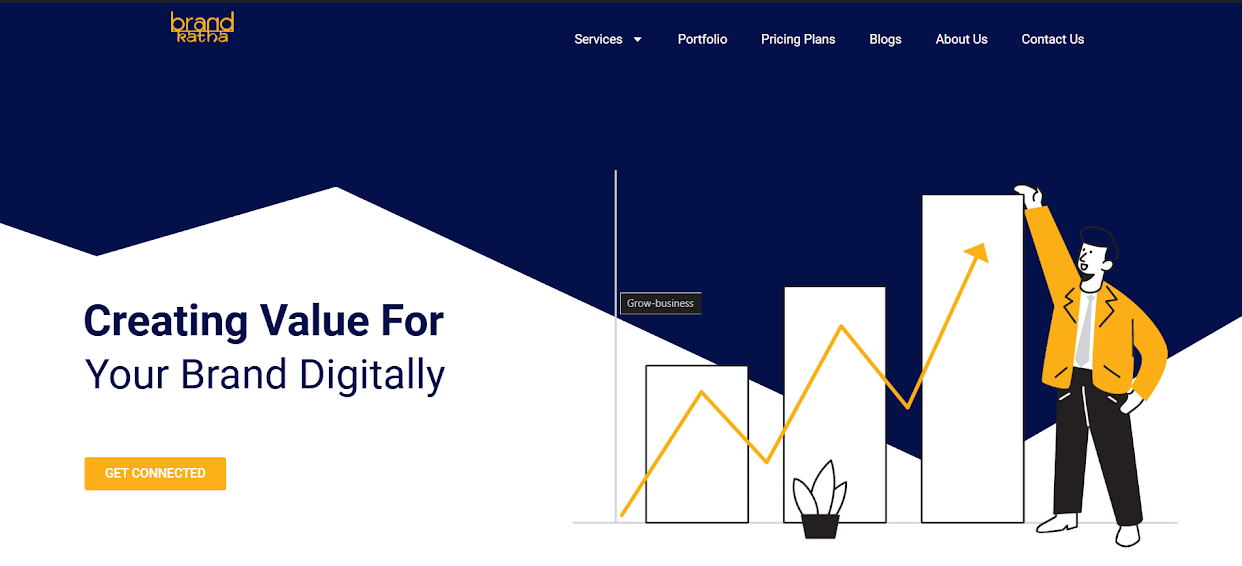 brand
katha
Services
Portfolio
Pricing Plans
Blogs
About Us
Contact Us
Grow-business
Creating Value For
Your Brand Digitally
GET CONNECTED